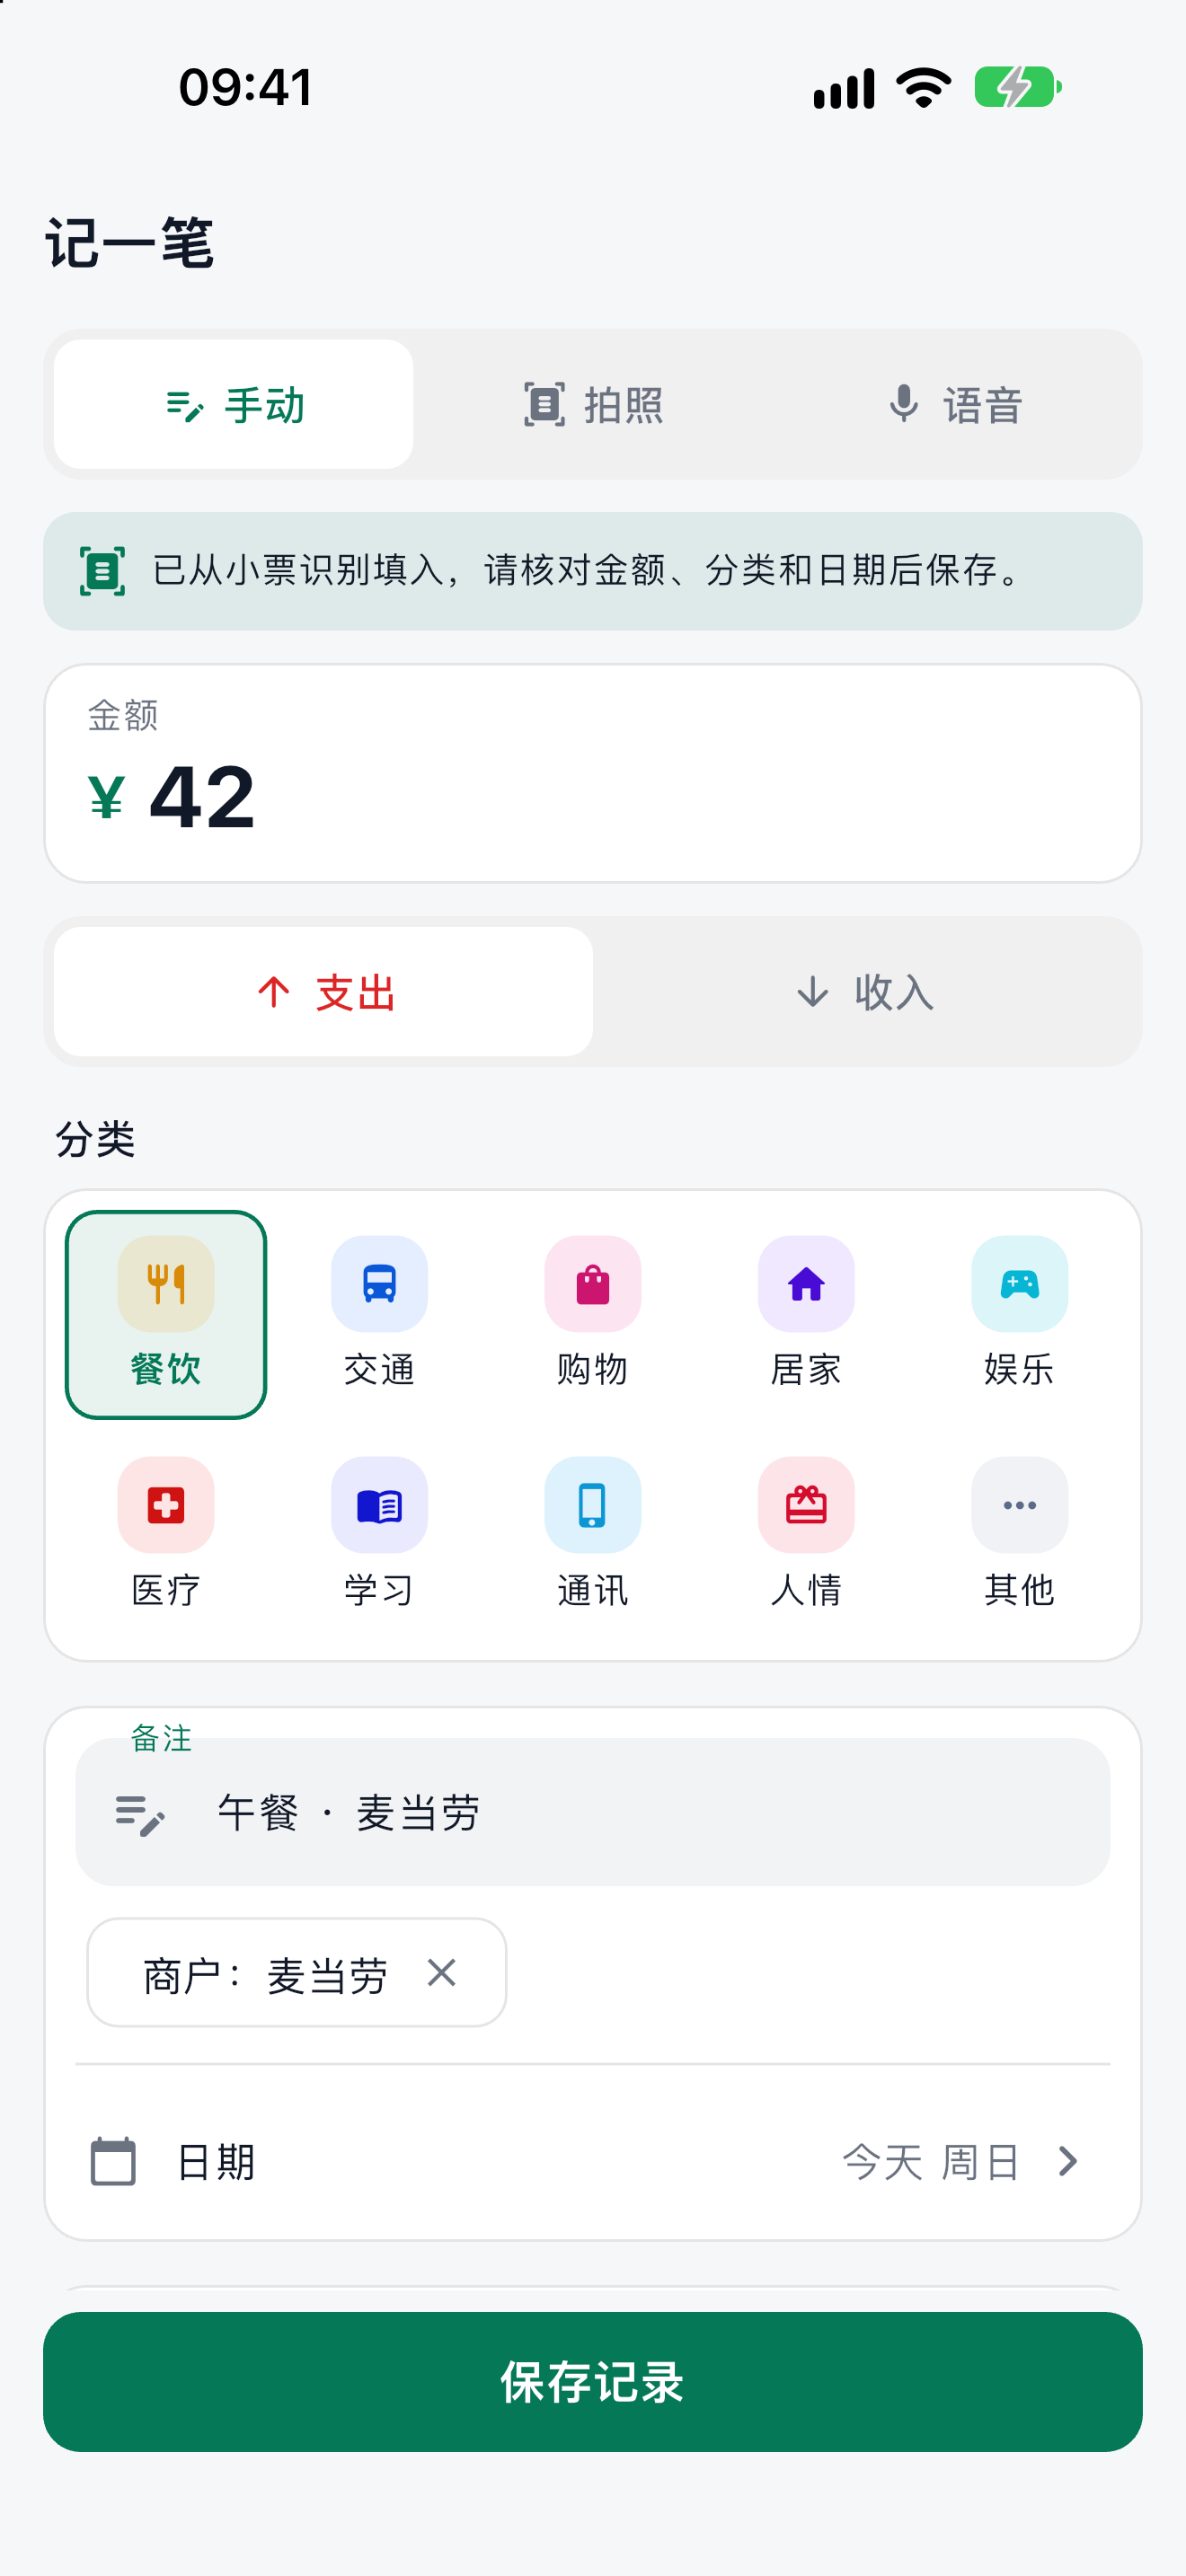 09:41
记一笔
手动 拍照 语音
已从小票识别填入，请核对金额、分类和日期后保存。
金额
¥ 42
支出 收入
分类
餐饮 交通 购物 居家 娱乐
医疗 学习 通讯 人情 其他
备注
午餐 · 麦当劳
商户：麦当劳
日期 今天 周日
保存记录